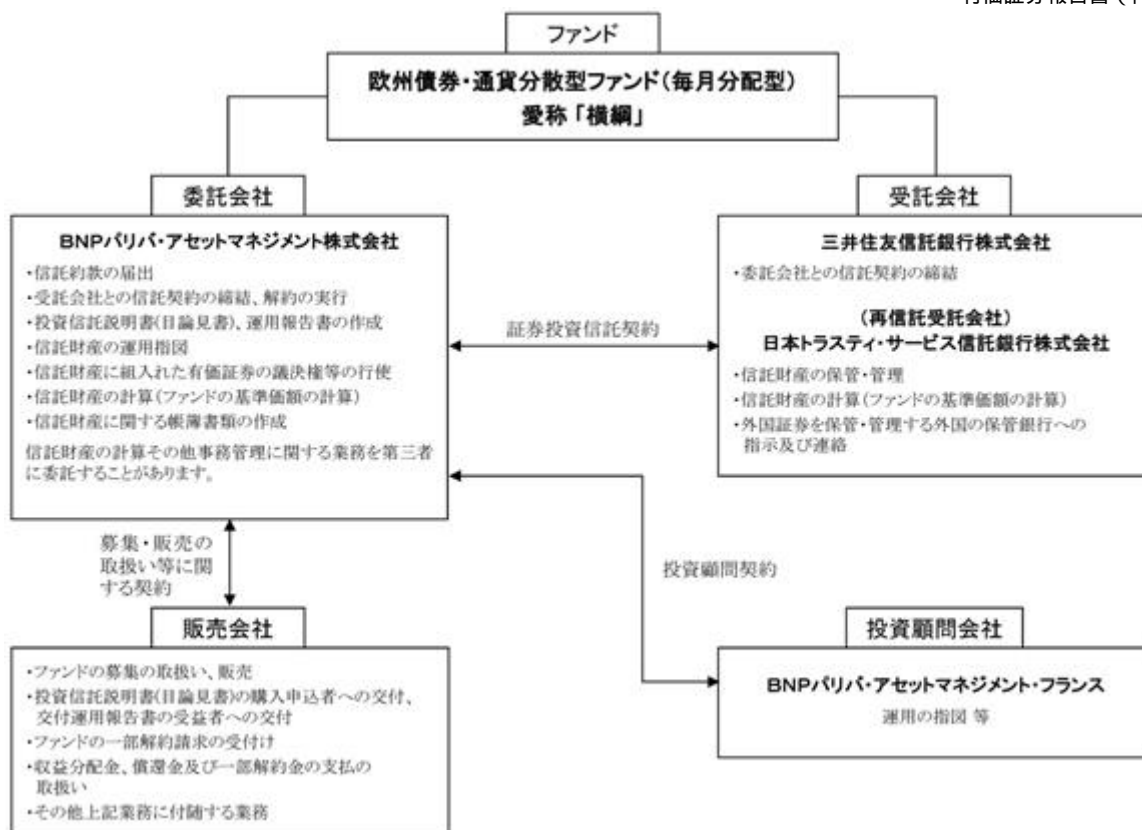 有価証券報告書
ファンド
欧州債券・通貨分散型ファンド(毎月分配型)
愛称「横綱」
委託会社
BNPパリバ・アセットマネジメント株式会社
・信託約款の届出
・受託会社との信託契約の締結、解約の実行
・投資信託説明書(目論見書)、運用報告書の作成
・信託財産の運用指図
・信託財産に組入れた有価証券の議決権等の行使
・信託財産の計算(ファンドの基準価額の計算)
・信託財産に関する帳簿書類の作成
信託財産の計算その他事務管理に関する業務を第三者
に委託することがあります。
証券投資信託契約
受託会社
三井住友信託銀行株式会社
・委託会社との信託契約の締結
(再信託受託会社)
日本トラスティ・サービス信託銀行株式会社
・信託財産の保管・管理
・信託財産の計算(ファンドの基準価額の計算)
・外国証券を保管・管理する外国の保管銀行への
指示及び連絡
募集・販売の
取扱い等に関
する契約
投資顧問契約
販売会社
・ファンドの募集の取扱い、販売
・投資信託説明書(目論見書)の購入申込者への交付、
交付運用報告書の受益者への交付
・ファンドの一部解約請求の受付け
・収益分配金、償還金及び一部解約金の支払の
取扱い
・その他上記業務に付随する業務
投資顧問会社
BNPパリバ・アセットマネジメント・フランス
運用の指図 等